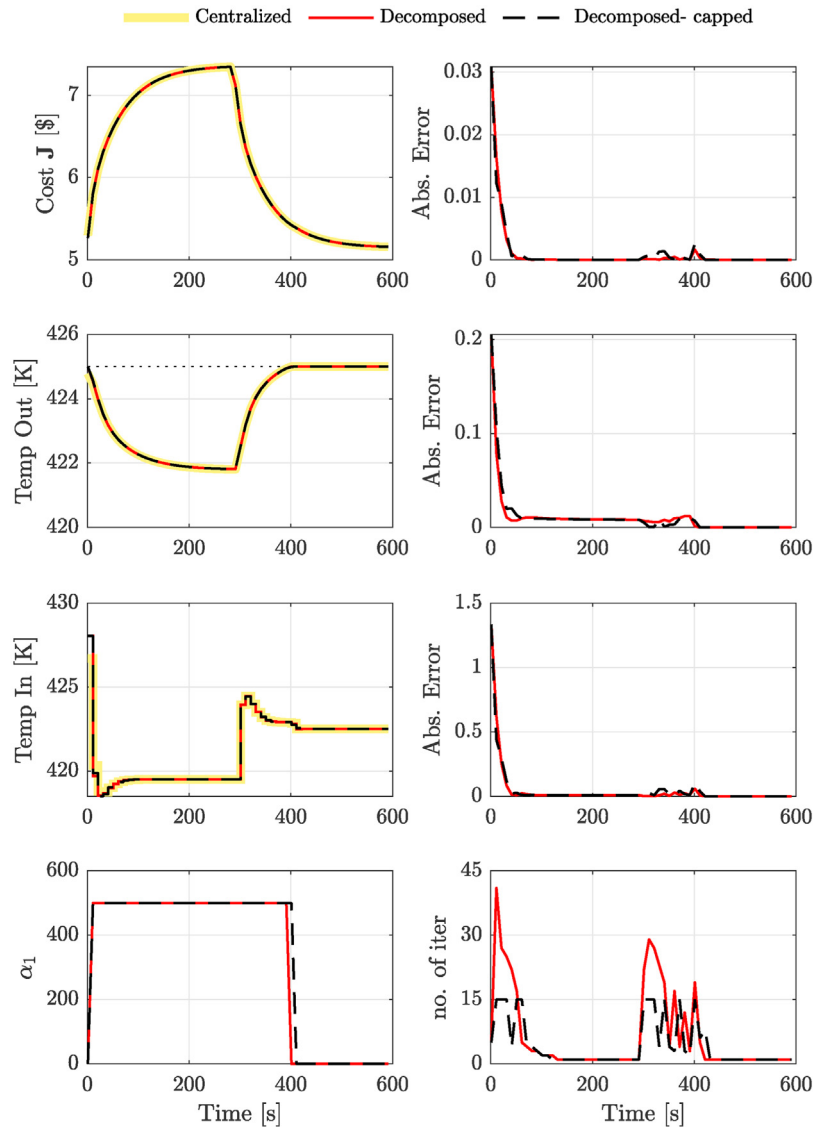 Centralized Decomposed Decomposed- capped
Cost J [$]
7
6
5
0 200 400 600
Abs. Error
0.03
0.02
0.01
0
0 200 400 600
Temp Out [K]
426
424
422
420
0 200 400 600
Abs. Error
0.2
0.1
0
0 200 400 600
Temp In [K]
430
425
420
0 200 400 600
Abs. Error
1.5
1
0.5
0
0 200 400 600
α1
600
400
200
0
0 200 400 600
Time [s]
no. of iter
45
30
15
0
0 200 400 600
Time [s]